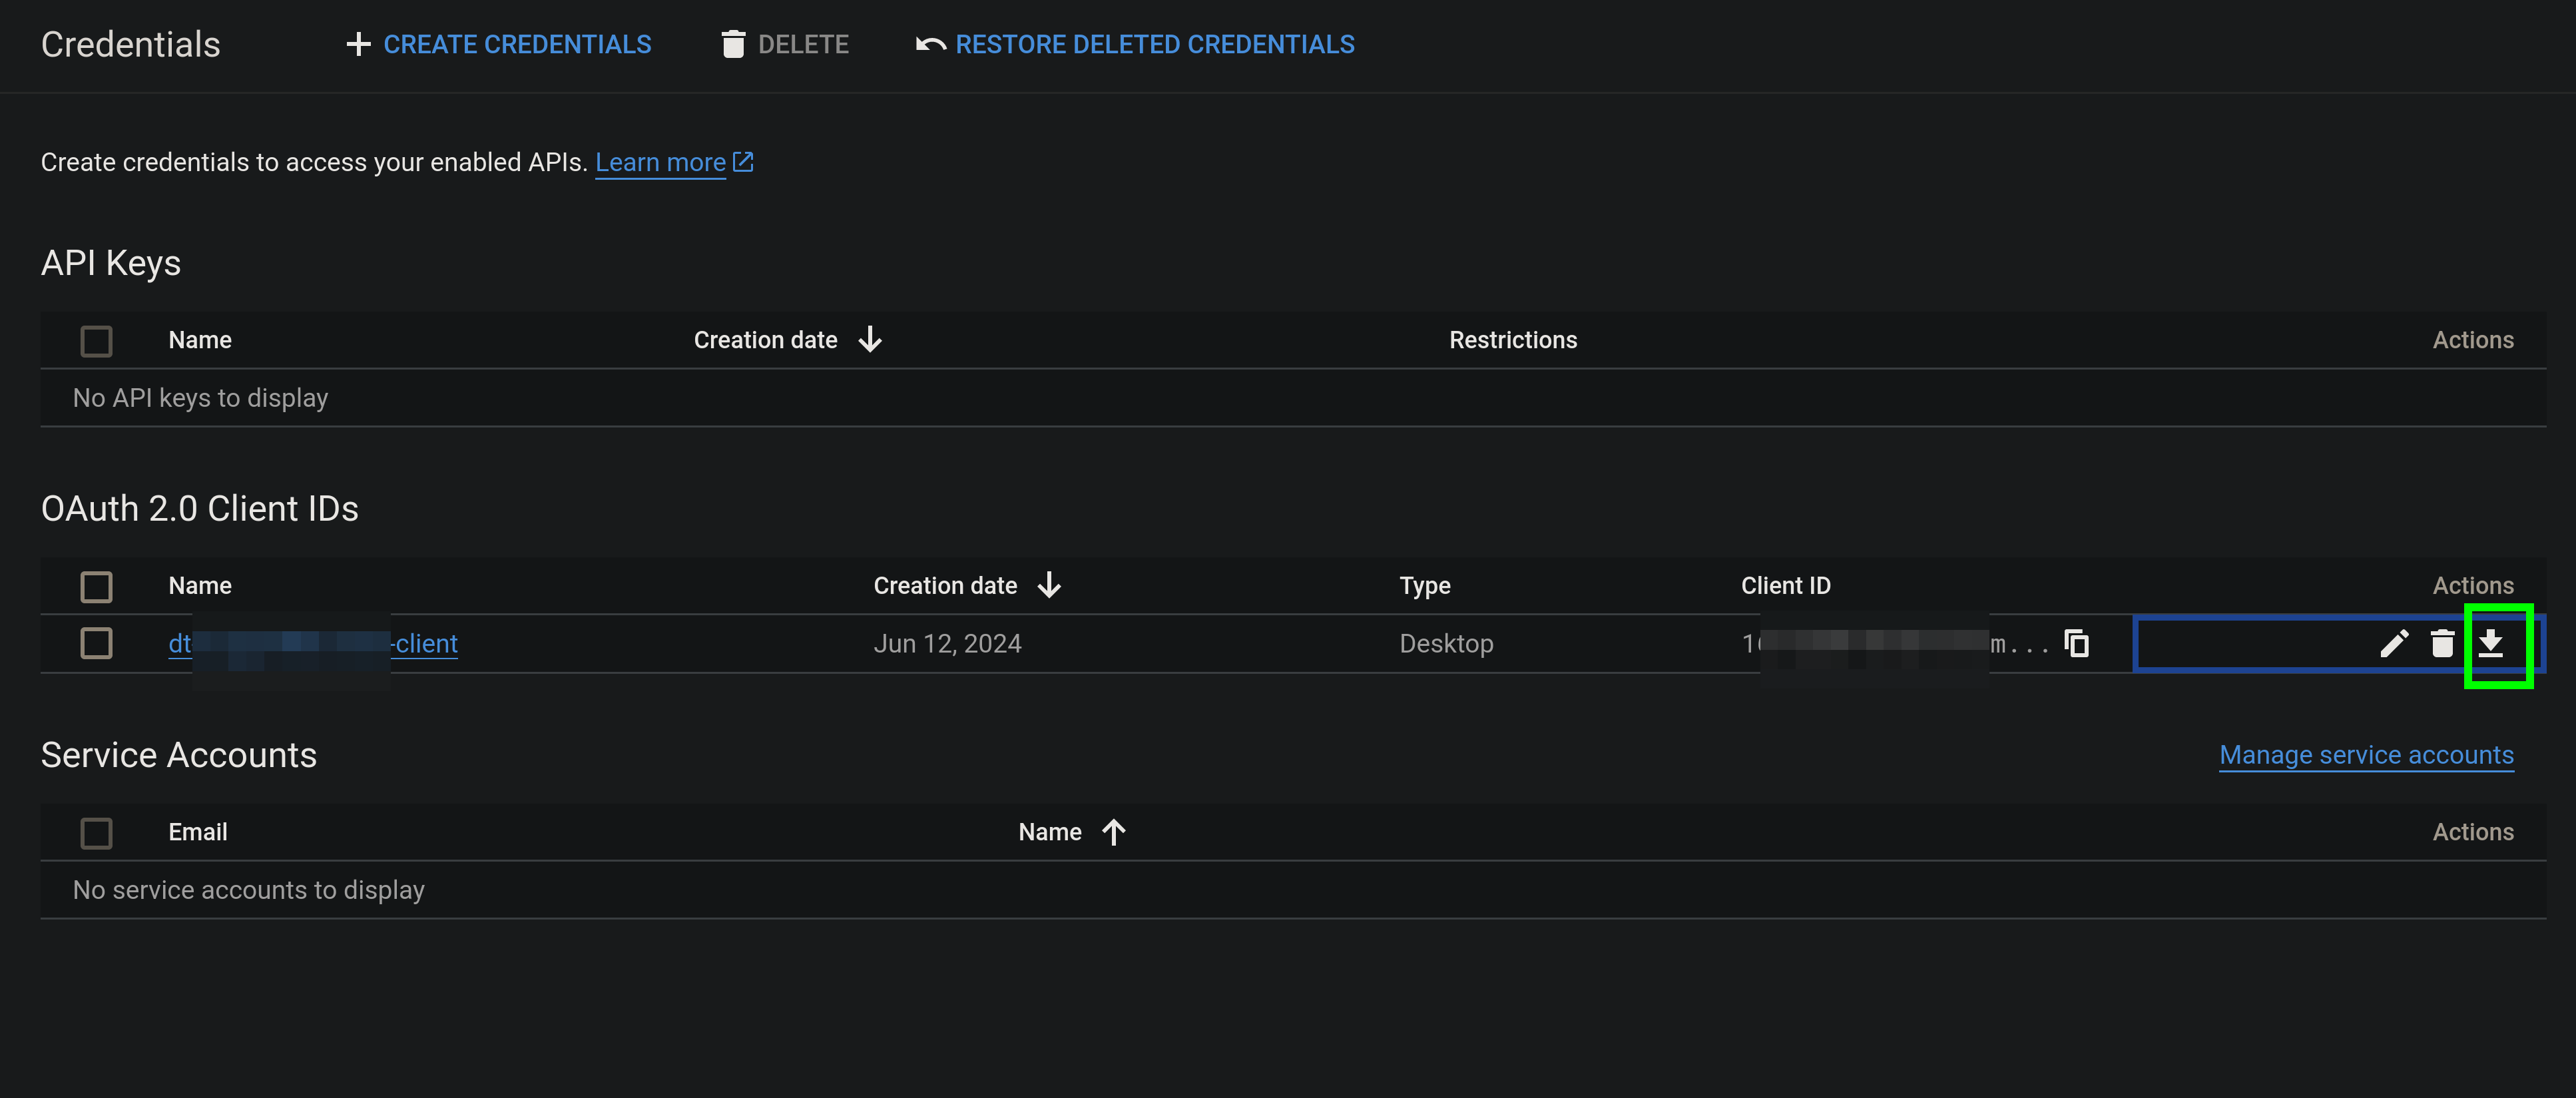 Credentials
CREATE CREDENTIALS
DELETE
RESTORE DELETED CREDENTIALS
Create credentials to access your enabled APIs. Learn more
API Keys
Name Creation date Restrictions Actions
No API keys to display
OAuth 2.0 Client IDs
Name Creation date Type Client ID Actions
dt -client Jun 12, 2024 Desktop m...
Service Accounts
Manage service accounts
Email Name Actions
No service accounts to display